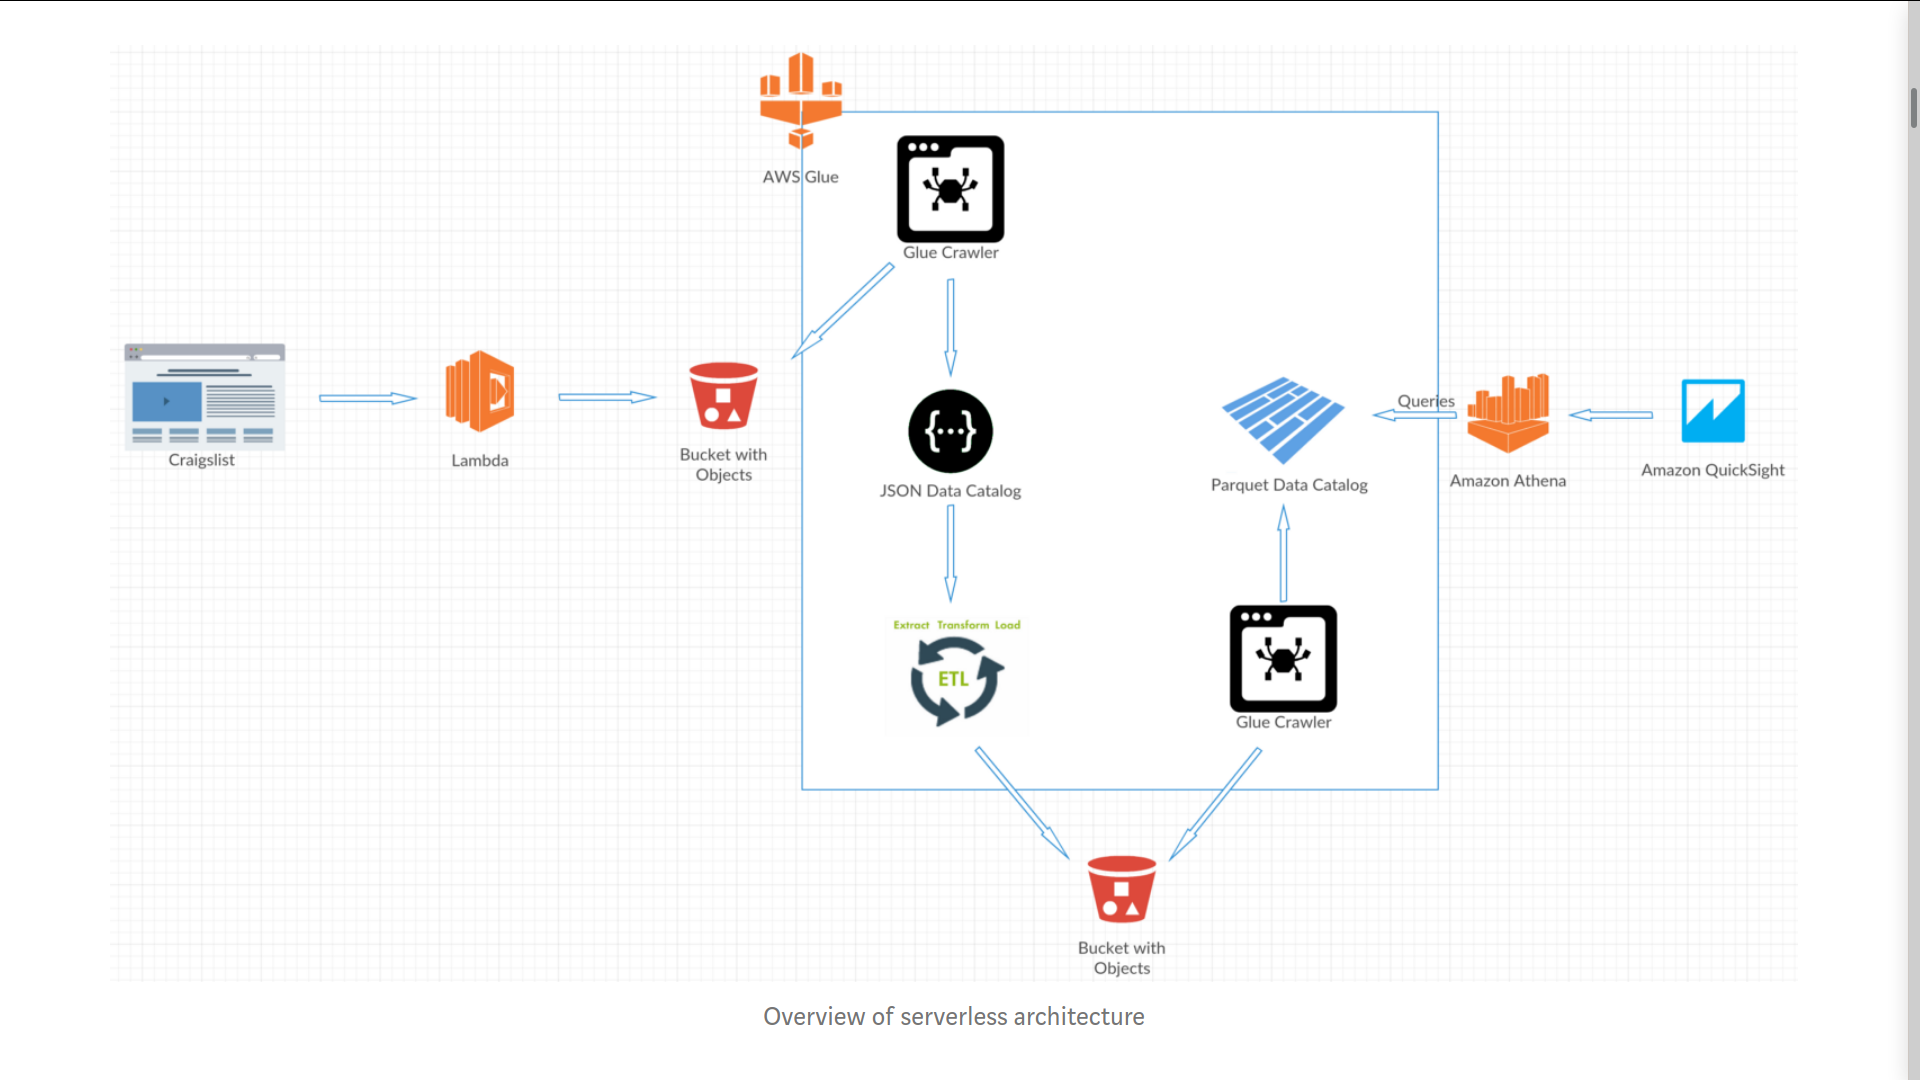 AWS Glue
Glue Crawler
Craigslist
Lambda
Bucket with
Objects
JSON Data Catalog
Parquet Data Catalog
Queries
Amazon Athena
Amazon QuickSight
Extract Transform Load
ETL
Glue Crawler
Bucket with
Objects
Overview of serverless architecture